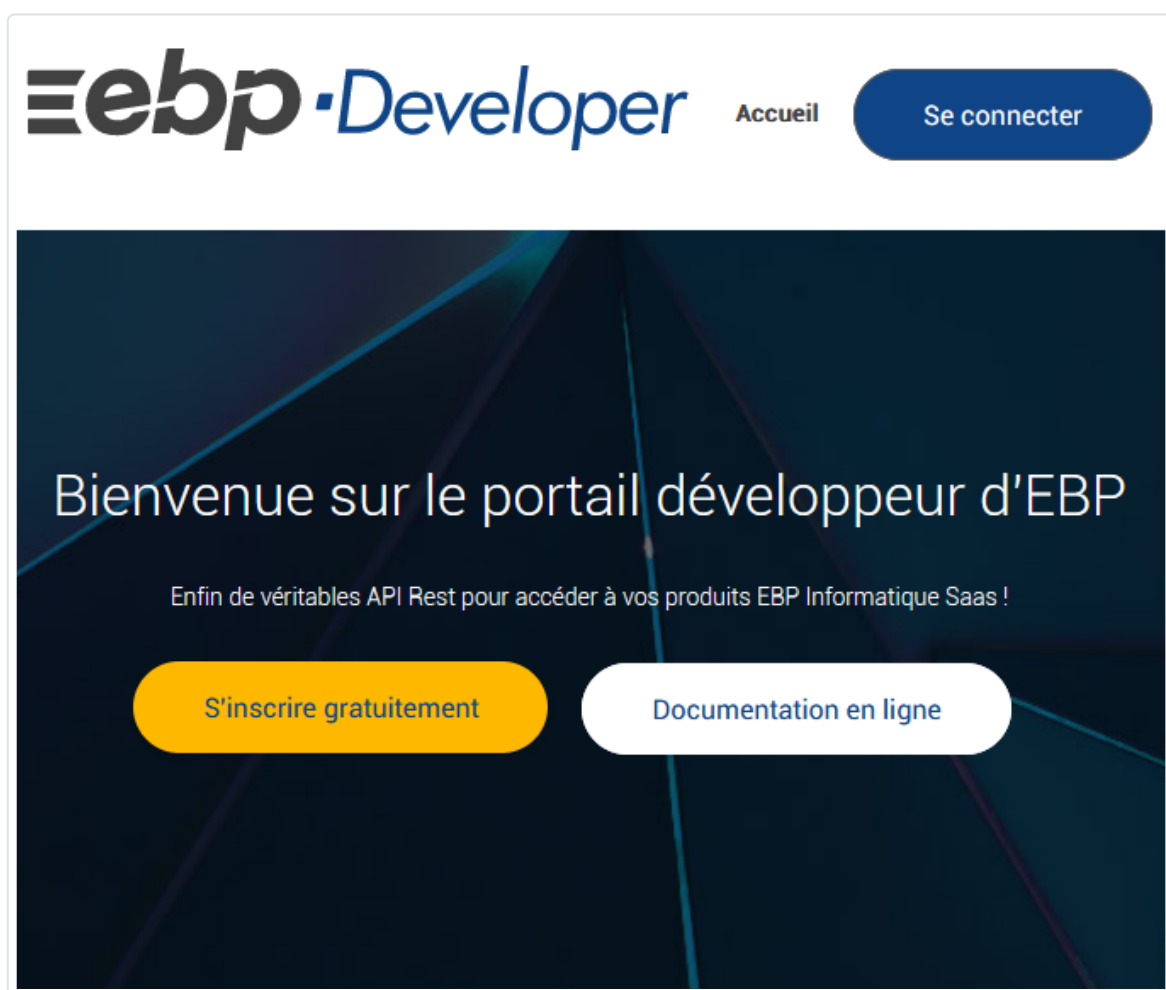 ebp Developer
Accueil
Se connecter
Bienvenue sur le portail développeur d'EBP
Enfin de véritables API Rest pour accéder à vos produits EBP Informatique Saas !
S'inscrire gratuitement
Documentation en ligne